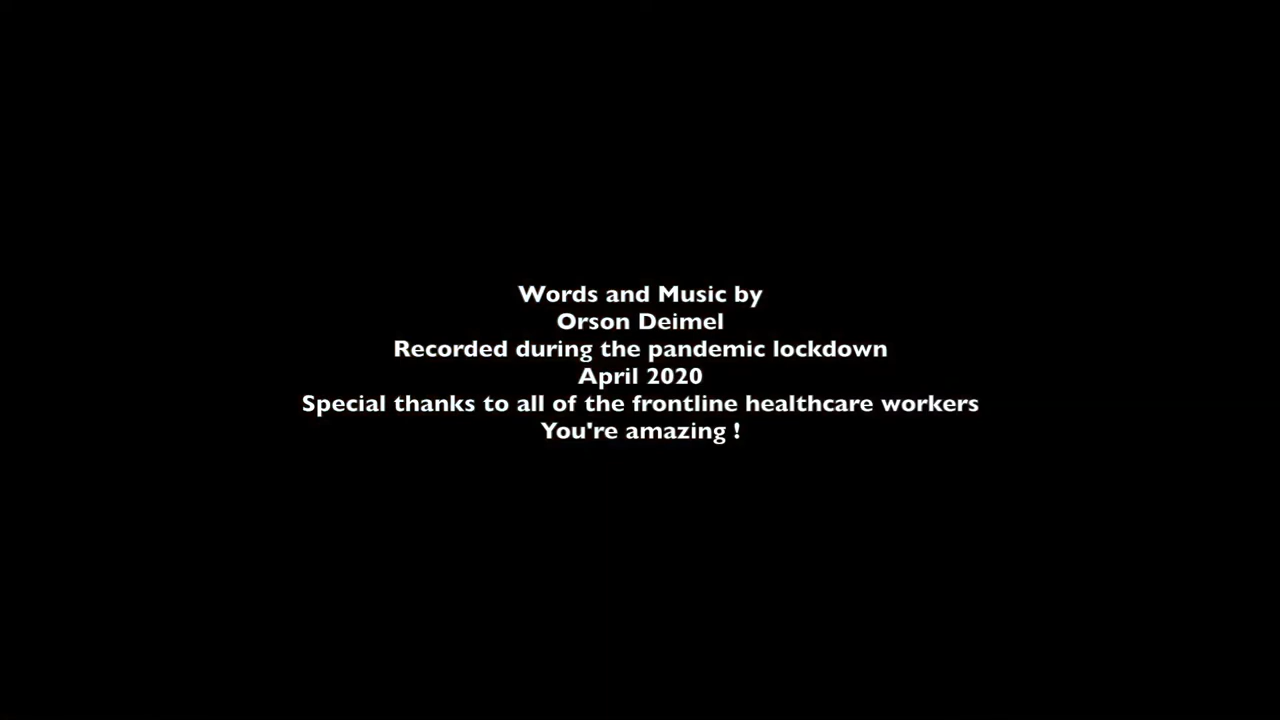 Words and Music by
Orson Deimel
Recorded during the pandemic lockdown
April 2020
Special thanks to all of the frontline healthcare workers
You're amazing !